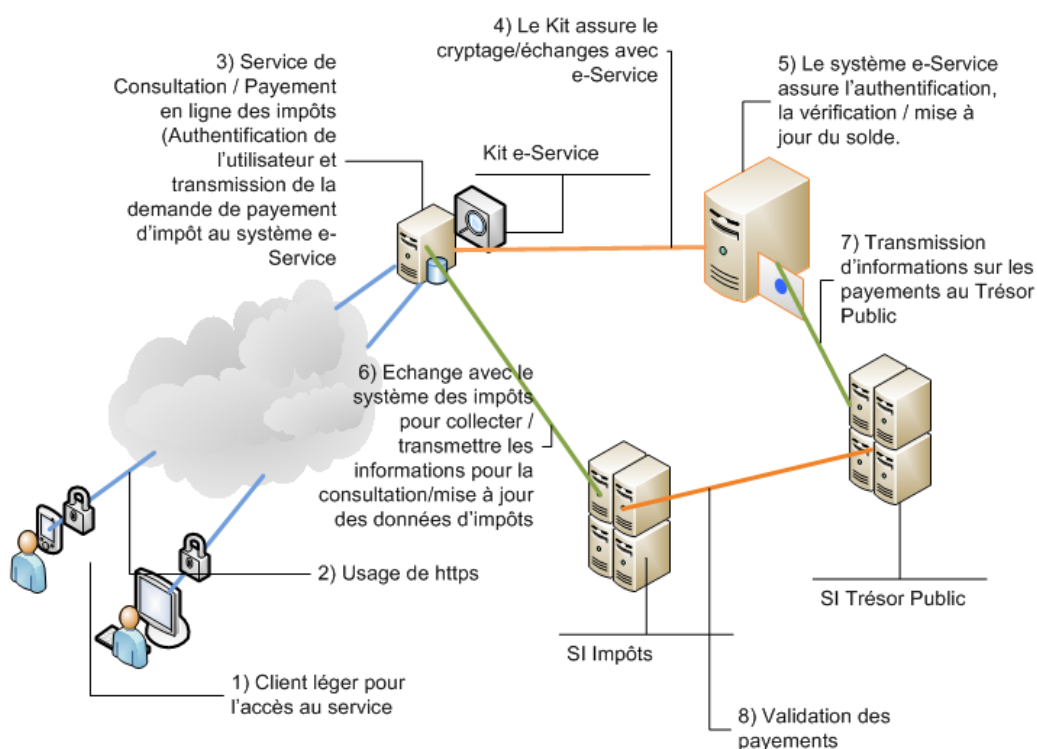 4) Le Kit assure le
cryptage/échanges avec
e-Service
3) Service de
Consultation / Payement
en ligne des impôts
(Authentification de
l'utilisateur et
transmission de la
demande de payement
d'impôt au système e-
Service
5) Le système e-Service
assure l'authentification,
la vérification / mise à
jour du solde.
Kit e-Service
7) Transmission
d'informations sur les
payements au Trésor
Public
6) Echange avec le
système des impôts
pour collecter /
transmettre les
informations pour la
consultation/mise à jour
des données d'impôts
2) Usage de https
SI Trésor Public
SI Impôts
1) Client léger pour
l'accès au service
8) Validation des
payements